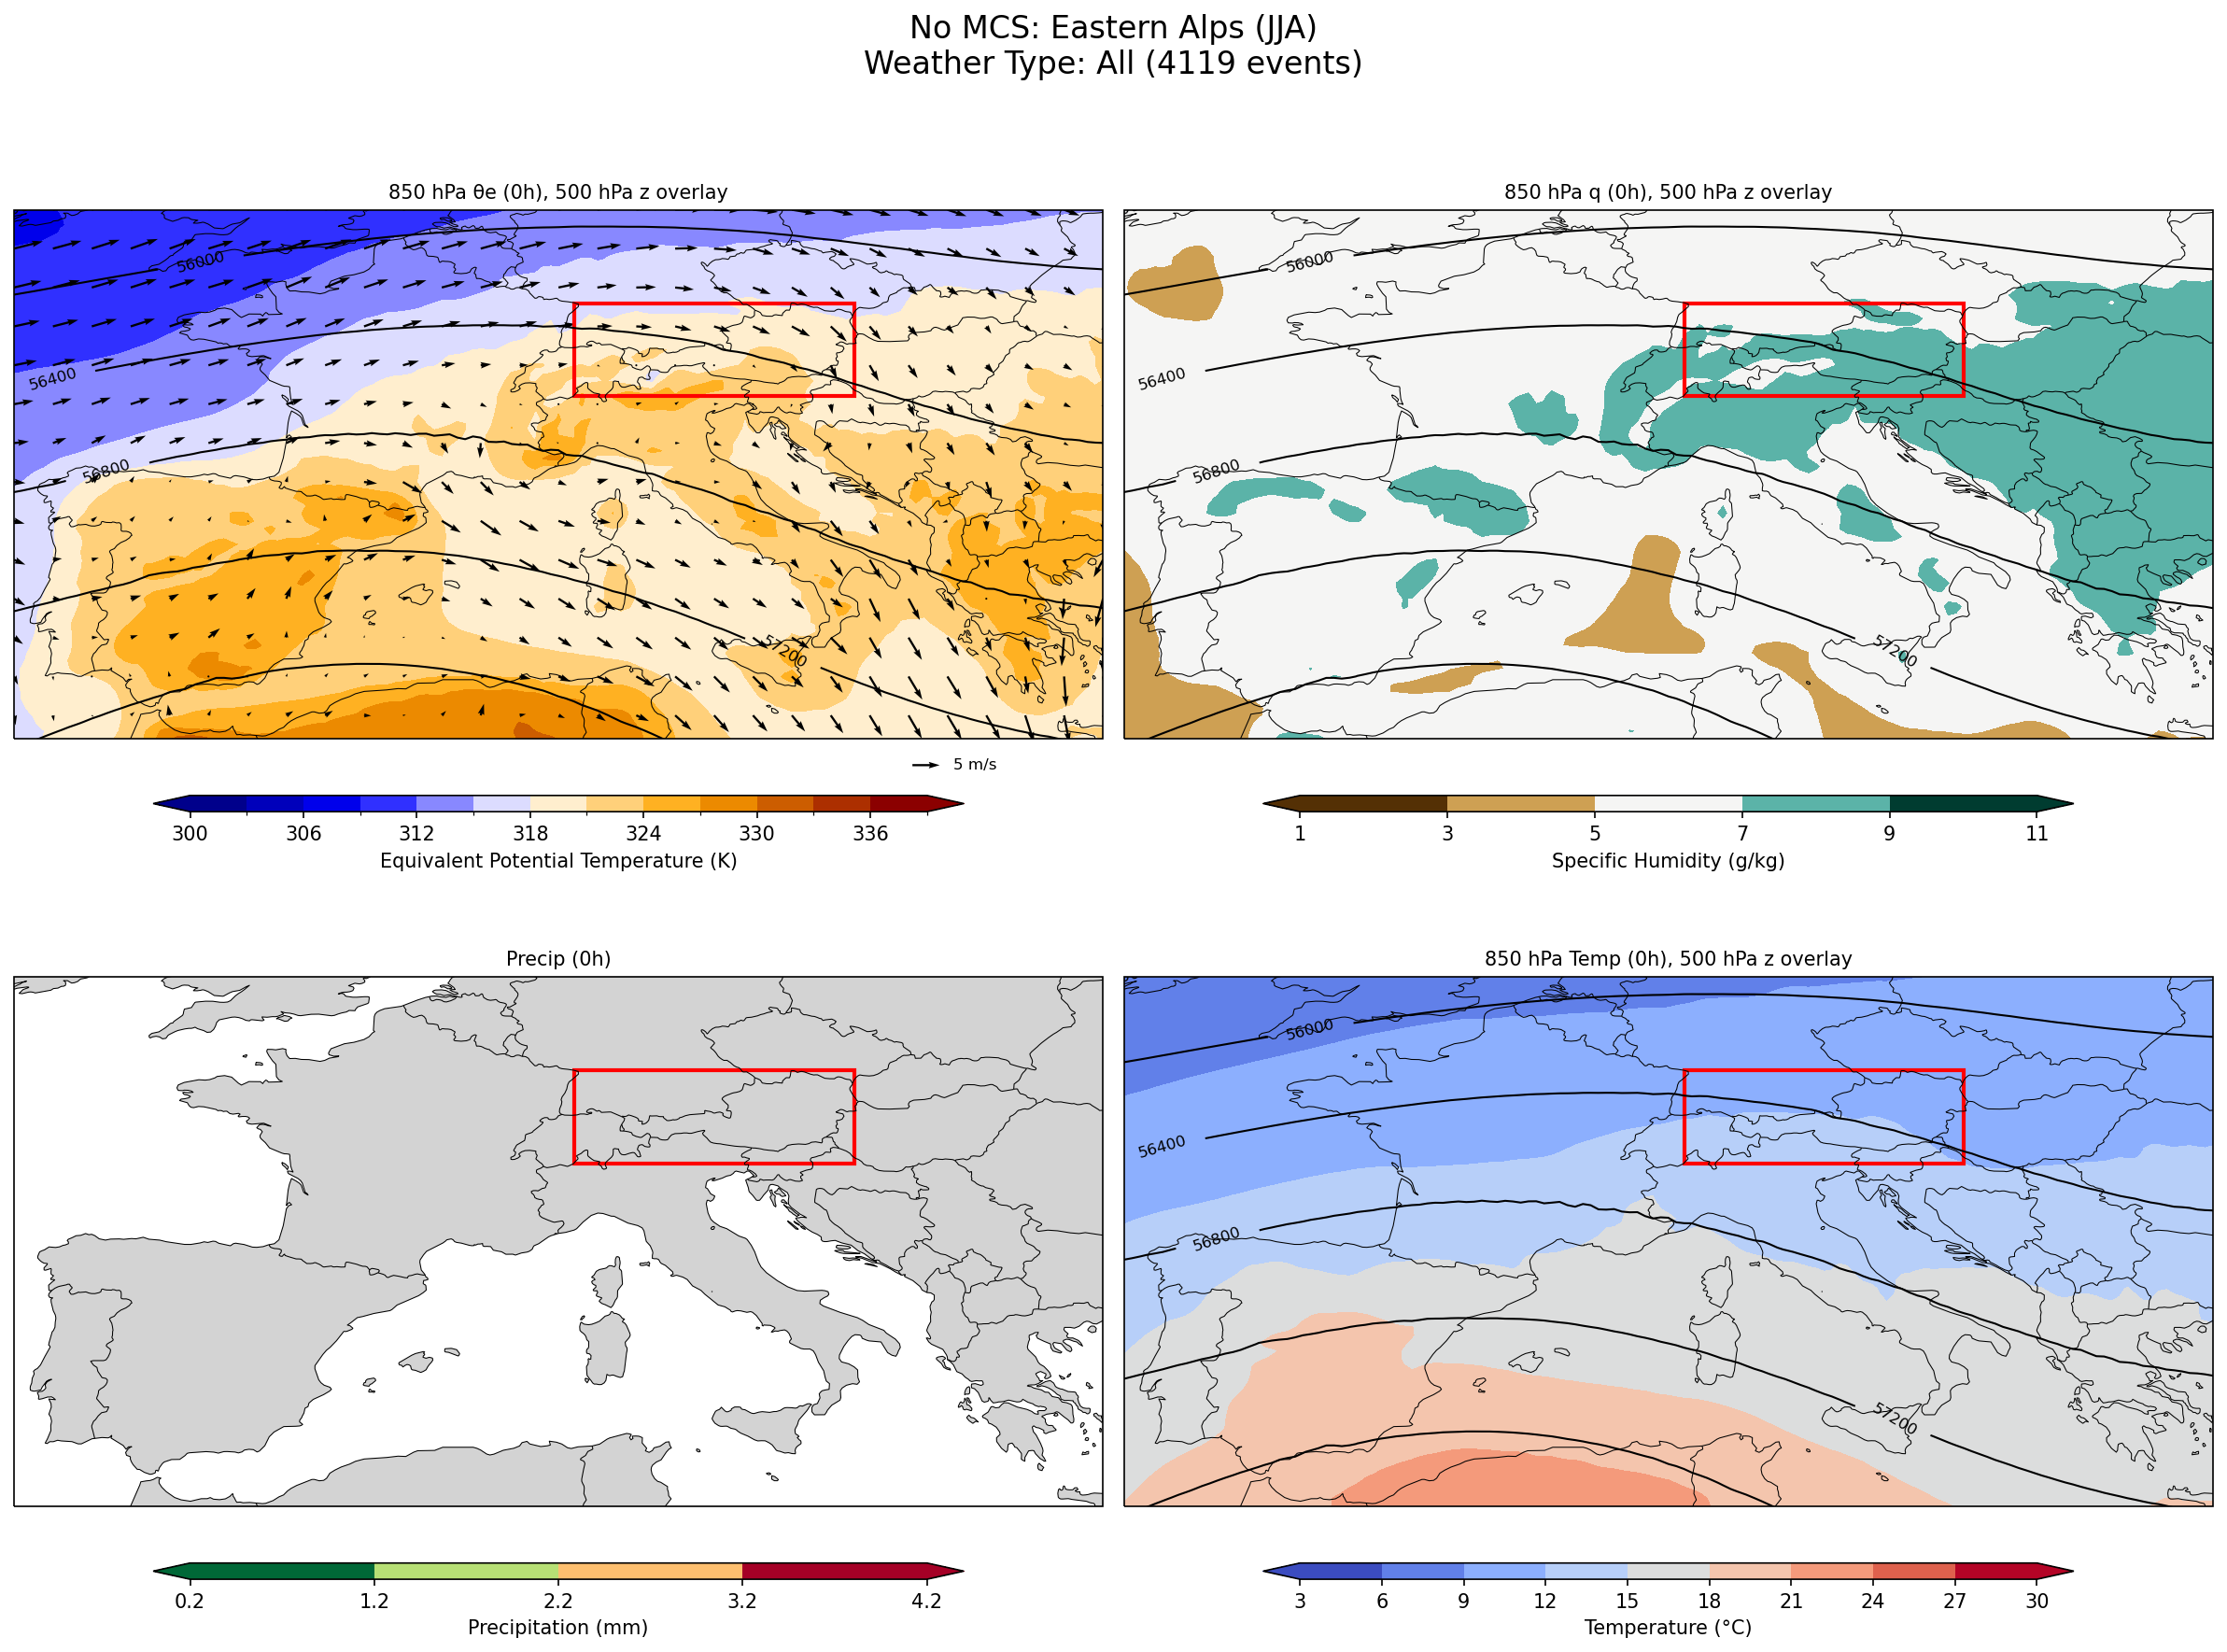 No MCS: Eastern Alps (JJA)
Weather Type: All (4119 events)
850 hPa θe (0h), 500 hPa z overlay
56000
56400
56800
57200
5 m/s
300 306 312 318 324 330 336
Equivalent Potential Temperature (K)
850 hPa q (0h), 500 hPa z overlay
56000
56400
56800
57200
1 3 5 7 9 11
Specific Humidity (g/kg)
Precip (0h)
0.2 1.2 2.2 3.2 4.2
Precipitation (mm)
850 hPa Temp (0h), 500 hPa z overlay
56000
56400
56800
57200
3 6 9 12 15 18 21 24 27 30
Temperature (°C)